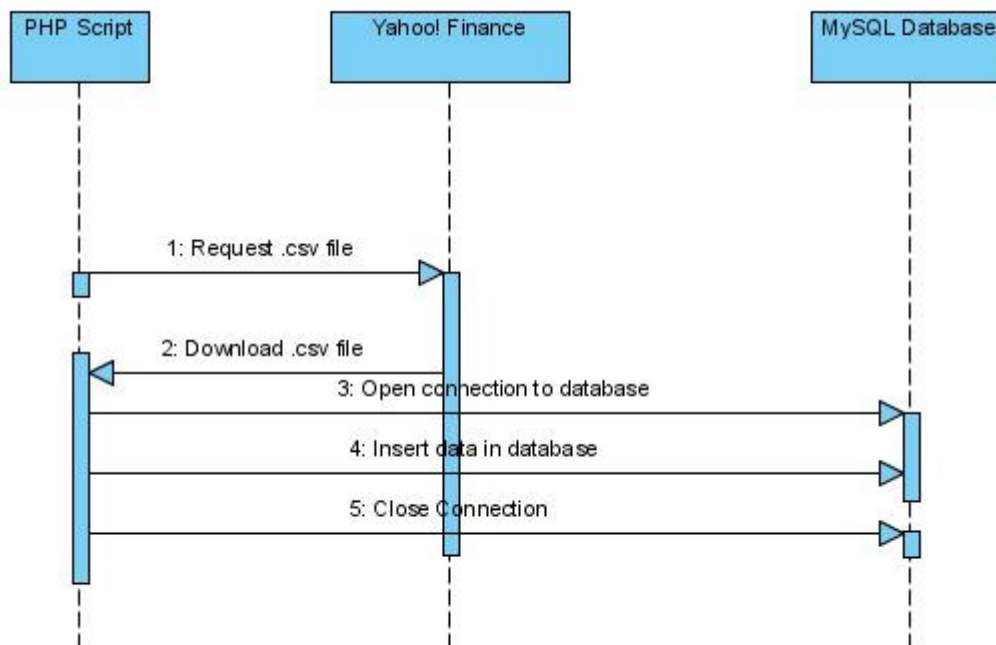 PHP Script
Yahoo! Finance
MySQL Database
1: Request .csv file
2: Download .csv file
3: Open connection to database
4: Insert data in database
5: Close Connection